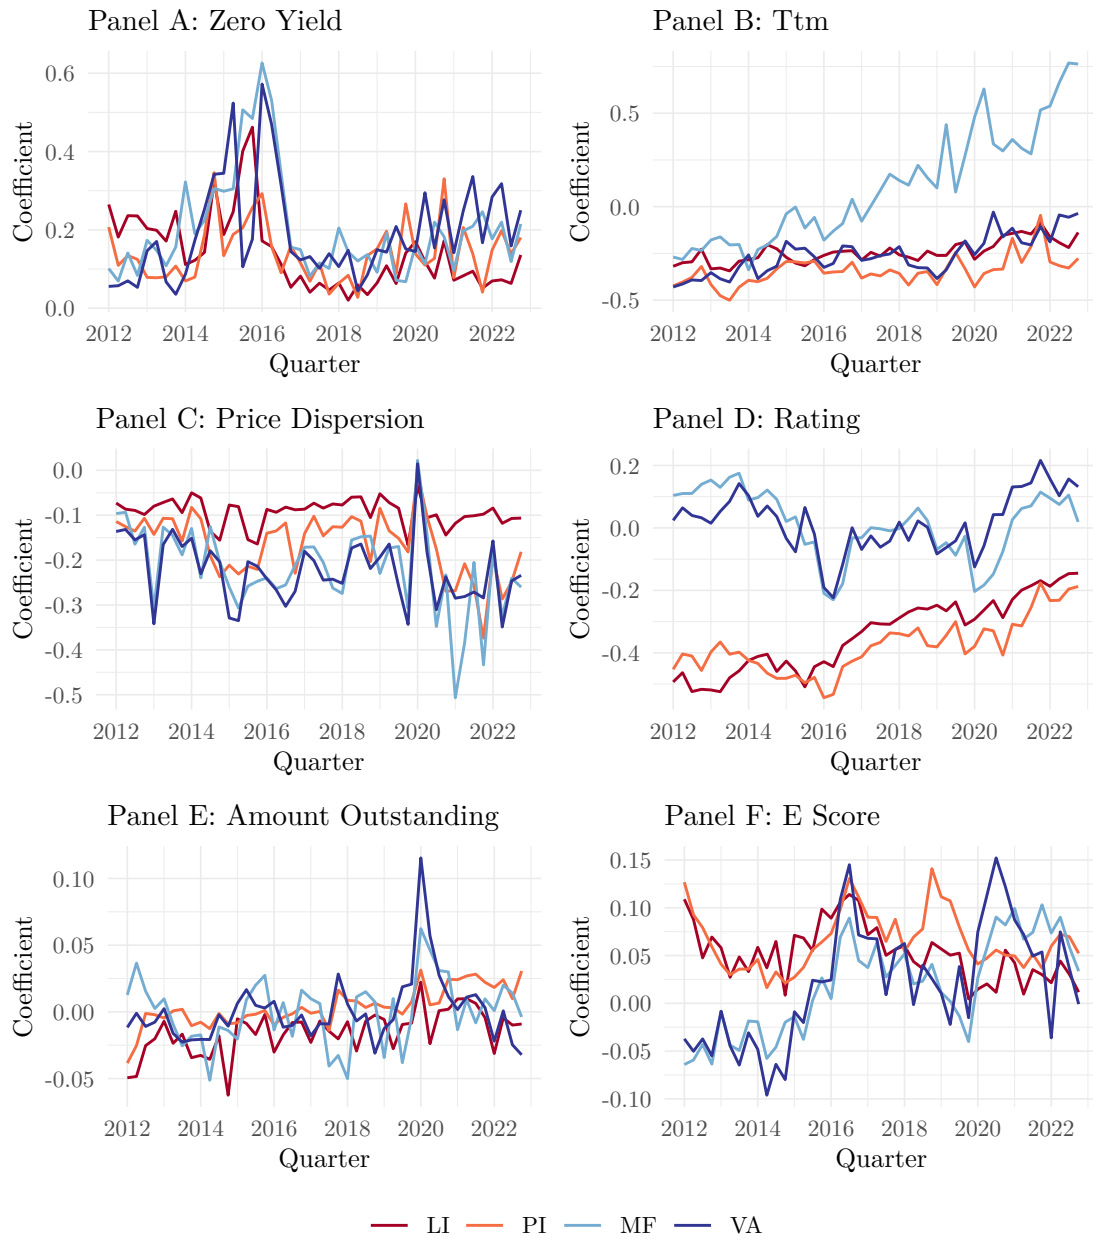 Panel A: Zero Yield
Coefficient
0.6
0.4
0.2
0.0
2012 2014 2016 2018 2020 2022
Quarter
Panel B: Ttm
Coefficient
0.5
0.0
-0.5
2012 2014 2016 2018 2020 2022
Quarter
Panel C: Price Dispersion
Coefficient
0.0
-0.1
-0.2
-0.3
-0.4
-0.5
2012 2014 2016 2018 2020 2022
Quarter
Panel D: Rating
Coefficient
0.2
0.0
-0.2
-0.4
2012 2014 2016 2018 2020 2022
Quarter
Panel E: Amount Outstanding
Coefficient
0.10
0.05
0.00
-0.05
2012 2014 2016 2018 2020 2022
Quarter
Panel F: E Score
Coefficient
0.15
0.10
0.05
0.00
-0.05
-0.10
2012 2014 2016 2018 2020 2022
Quarter
LI PI MF VA